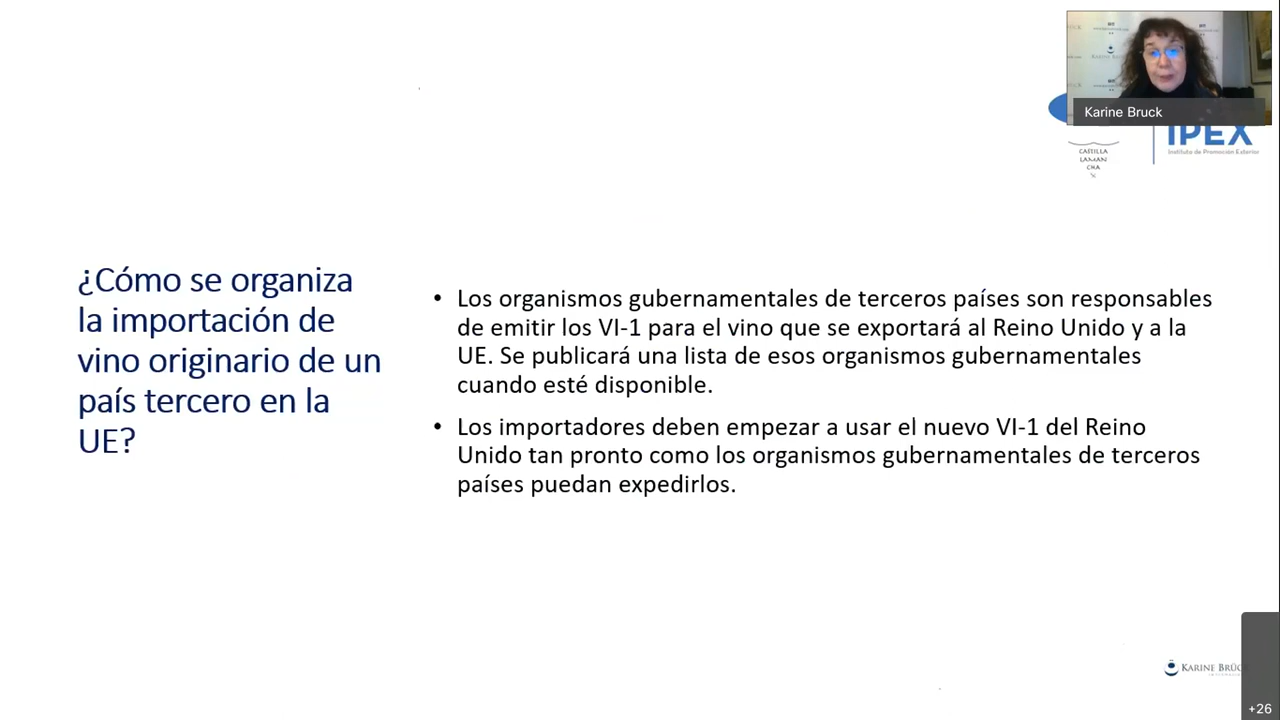 Karine Bruck
IPEX
Instituto de Promoción Exterior
CASTILLA
LAMAN
CHA
¿Cómo se organiza
la importación de
vino originario de un
país tercero en la
UE?
• Los organismos gubernamentales de terceros países son responsables
de emitir los VI-1 para el vino que se exportará al Reino Unido y a la
UE. Se publicará una lista de esos organismos gubernamentales
cuando esté disponible.
• Los importadores deben empezar a usar el nuevo VI-1 del Reino
Unido tan pronto como los organismos gubernamentales de terceros
países puedan expedirlos.
KARINE BRÜC
+26